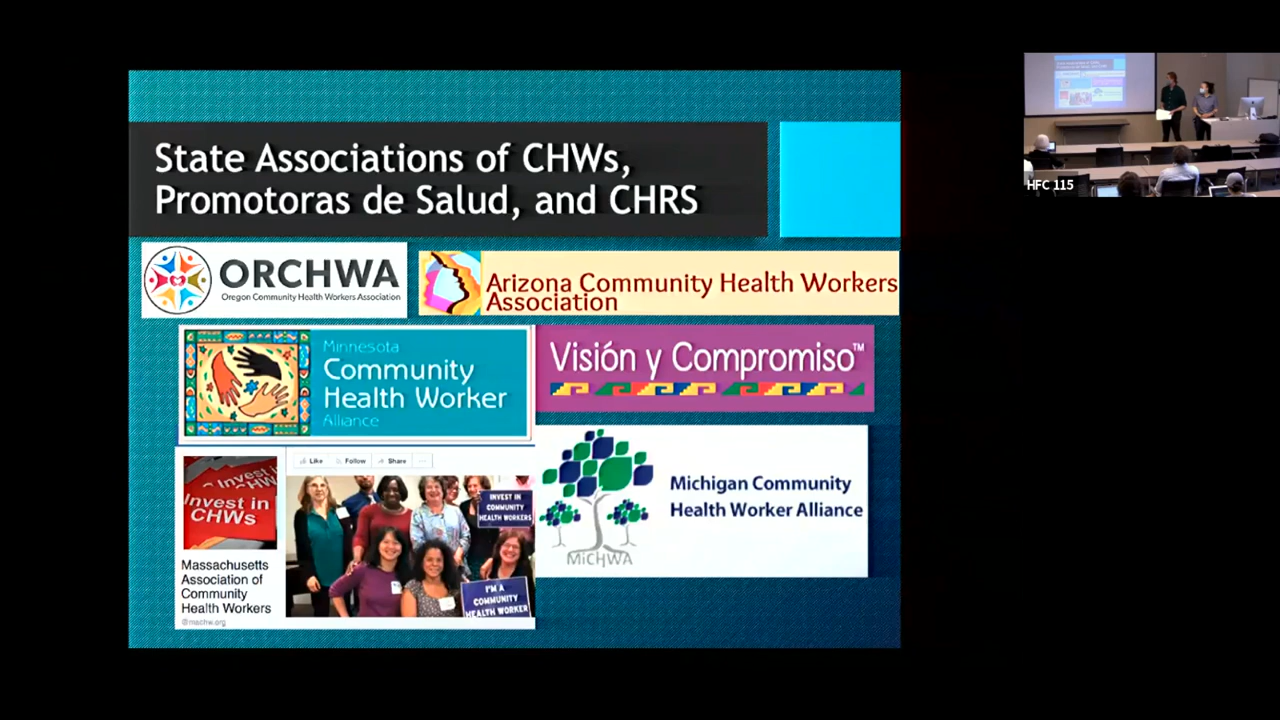 State Associations of CHWs,
Promotoras de Salud, and CHRS
ORCHWA
Oregon Community Health Workers Association
Arizona Community Health Workers
Association
Minnesota
Community
Health Worker
Alliance
Visión y Compromiso™
Invest in
CHWs
Massachusetts
Association of
Community
Health Workers
@machw.org
Like Follow Share
INVEST IN
COMMUNITY
HEALTH WORKERS
I'M A
COMMUNITY
HEALTH WORKER
MiCHWA
Michigan Community
Health Worker Alliance
HFC 115